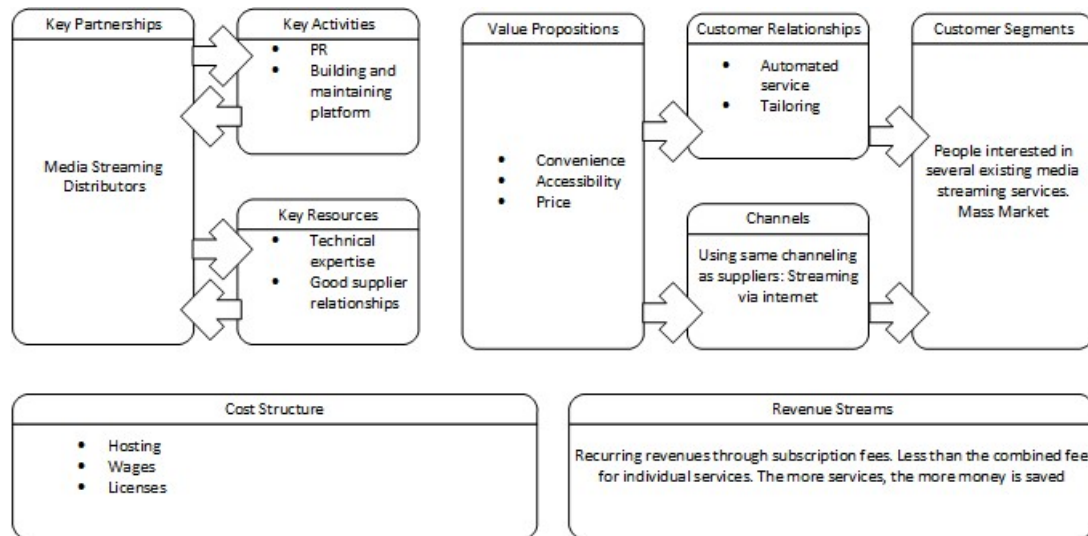 Key Partnerships
Media Streaming
Distributors
Key Activities
• PR
• Building and
maintaining
platform
Key Resources
• Technical
expertise
• Good supplier
relationships
Value Propositions
• Convenience
• Accessibility
• Price
Customer Relationships
• Automated
service
• Tailoring
Channels
Using same channeling
as suppliers: Streaming
via internet
Customer Segments
People interested in
several existing media
streaming services.
Mass Market
Cost Structure
• Hosting
• Wages
• Licenses
Revenue Streams
Recurring revenues through subscription fees. Less than the combined fee
for individual services. The more services, the more money is saved